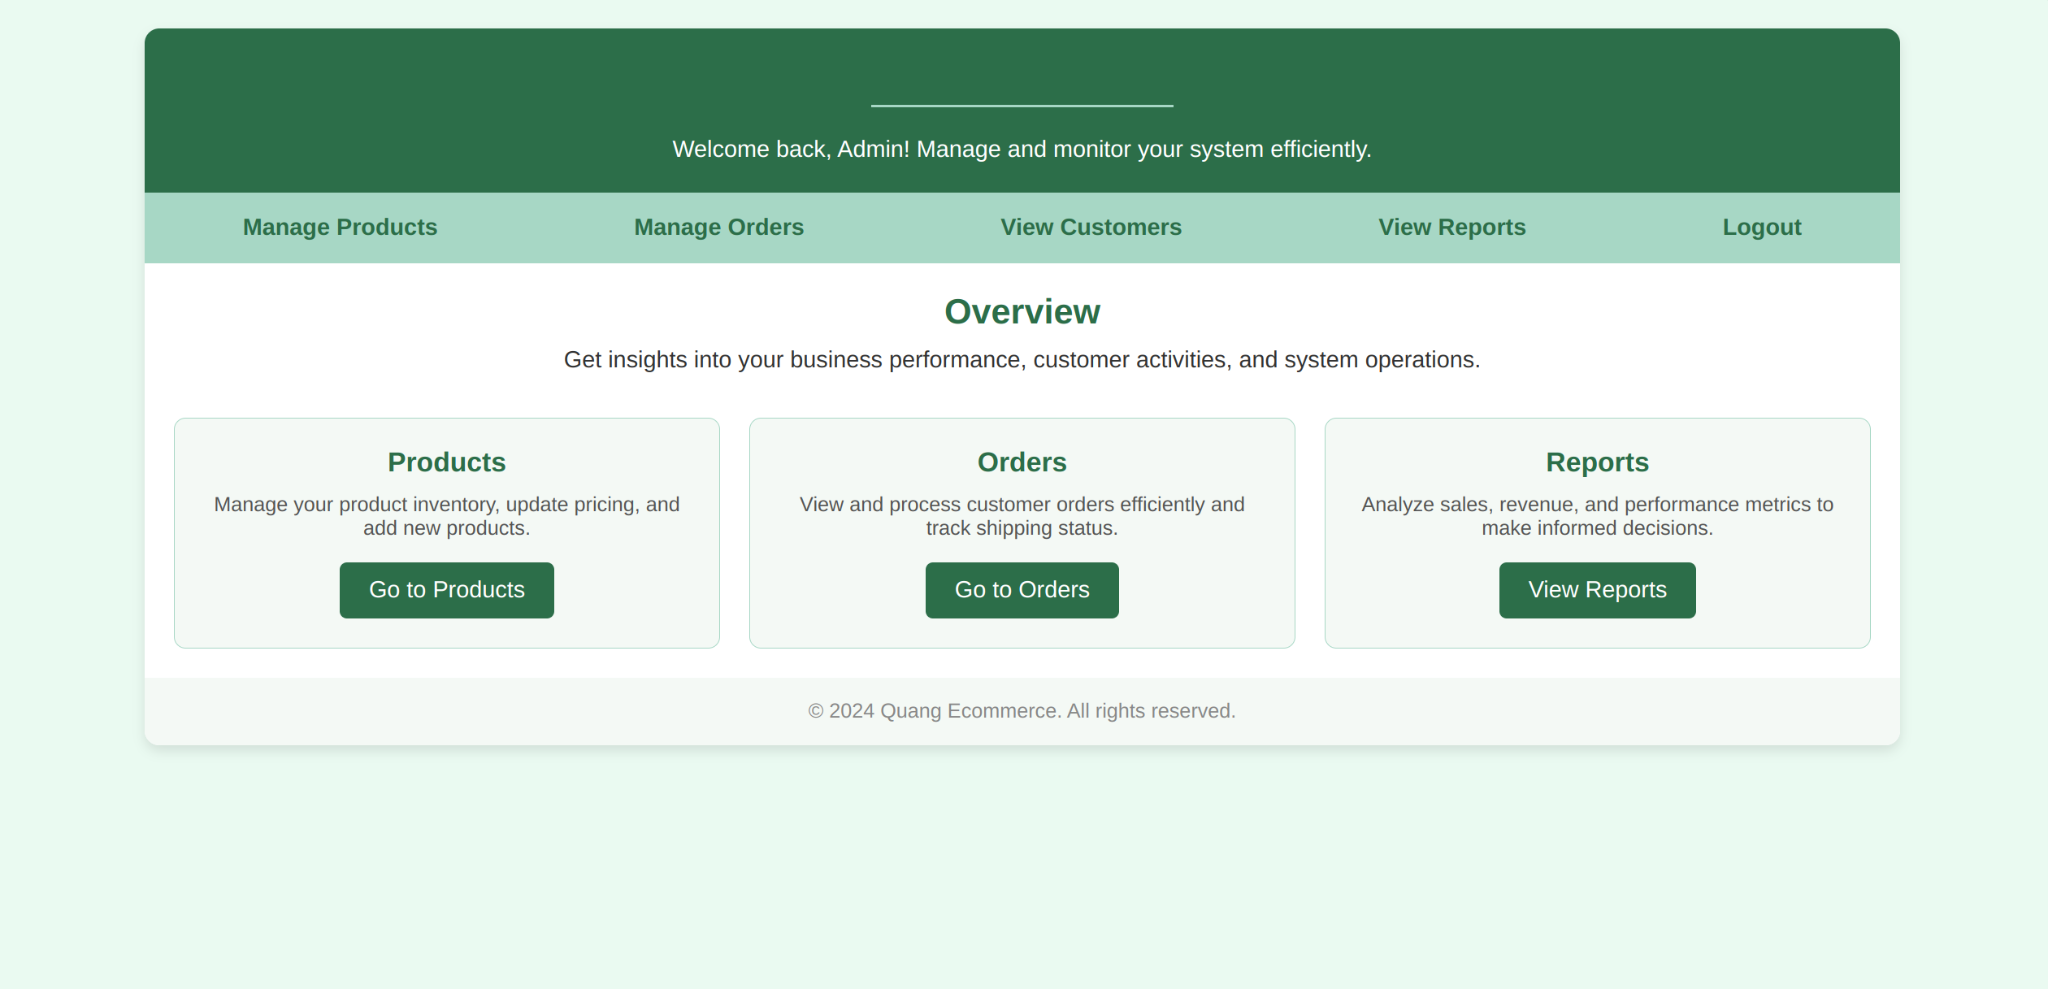 Welcome back, Admin! Manage and monitor your system efficiently.
Manage Products
Manage Orders
View Customers
View Reports
Logout
Overview
Get insights into your business performance, customer activities, and system operations.
Products
Manage your product inventory, update pricing, and
add new products.
Go to Products
Orders
View and process customer orders efficiently and
track shipping status.
Go to Orders
Reports
Analyze sales, revenue, and performance metrics to
make informed decisions.
View Reports
© 2024 Quang Ecommerce. All rights reserved.